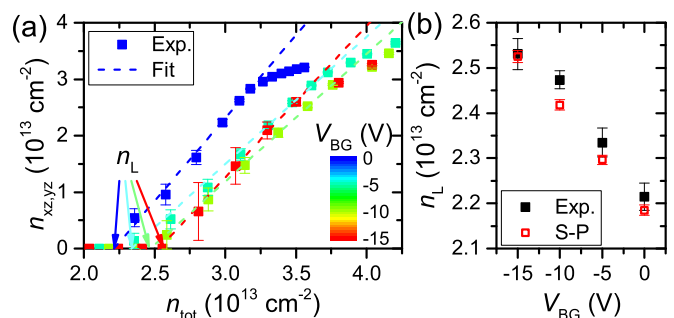 (a)
Exp.
Fit
n_xz,yz (10^13 cm^-2)
4
3
2
1
0
n_L
V_BG (V)
0
-5
-10
-15
2.0 2.5 3.0 3.5 4.0
n_tot (10^13 cm^-2)
(b)
n_L (10^13 cm^-2)
2.6
2.5
2.4
2.3
2.2
2.1
Exp.
S-P
-15 -10 -5 0
V_BG (V)